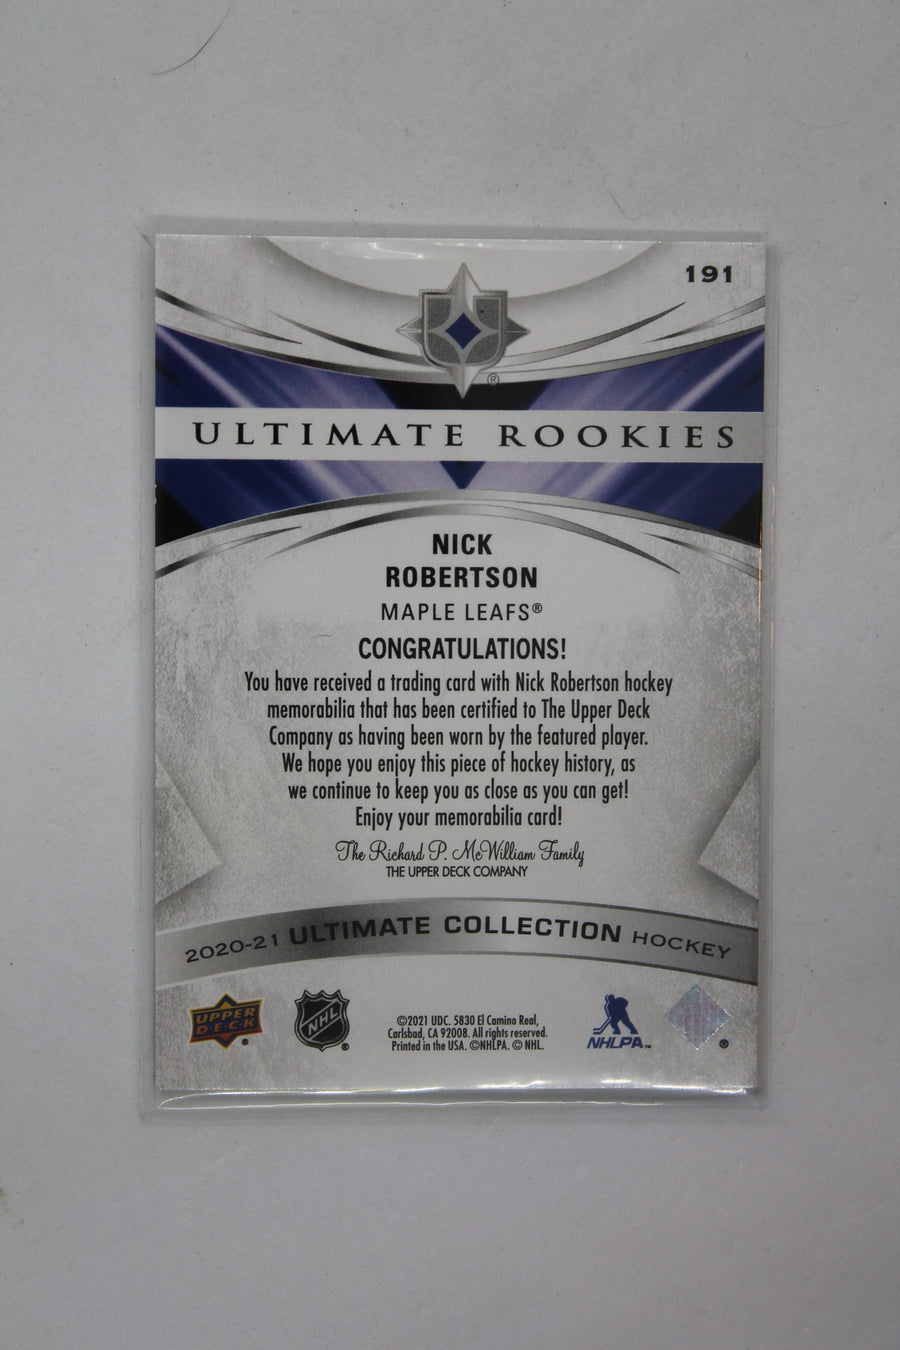 191
®
ULTIMATE ROOKIES
NICK
ROBERTSON
MAPLE LEAFS®
CONGRATULATIONS!
You have received a trading card with Nick Robertson hockey
memorabilia that has been certified to The Upper Deck
Company as having been worn by the featured player.
We hope you enjoy this piece of hockey history, as
we continue to keep you as close as you can get!
Enjoy your memorabilia card!
The Richard P. McWilliam Family
THE UPPER DECK COMPANY
2020-21 ULTIMATE COLLECTION HOCKEY
UPPER
D·E·C·K ®
NHL ®
©2021 UDC. 5830 El Camino Real,
Carlsbad, CA 92008. All rights reserved.
Printed in the USA. ©NHLPA. © NHL.
NHLPA™
®